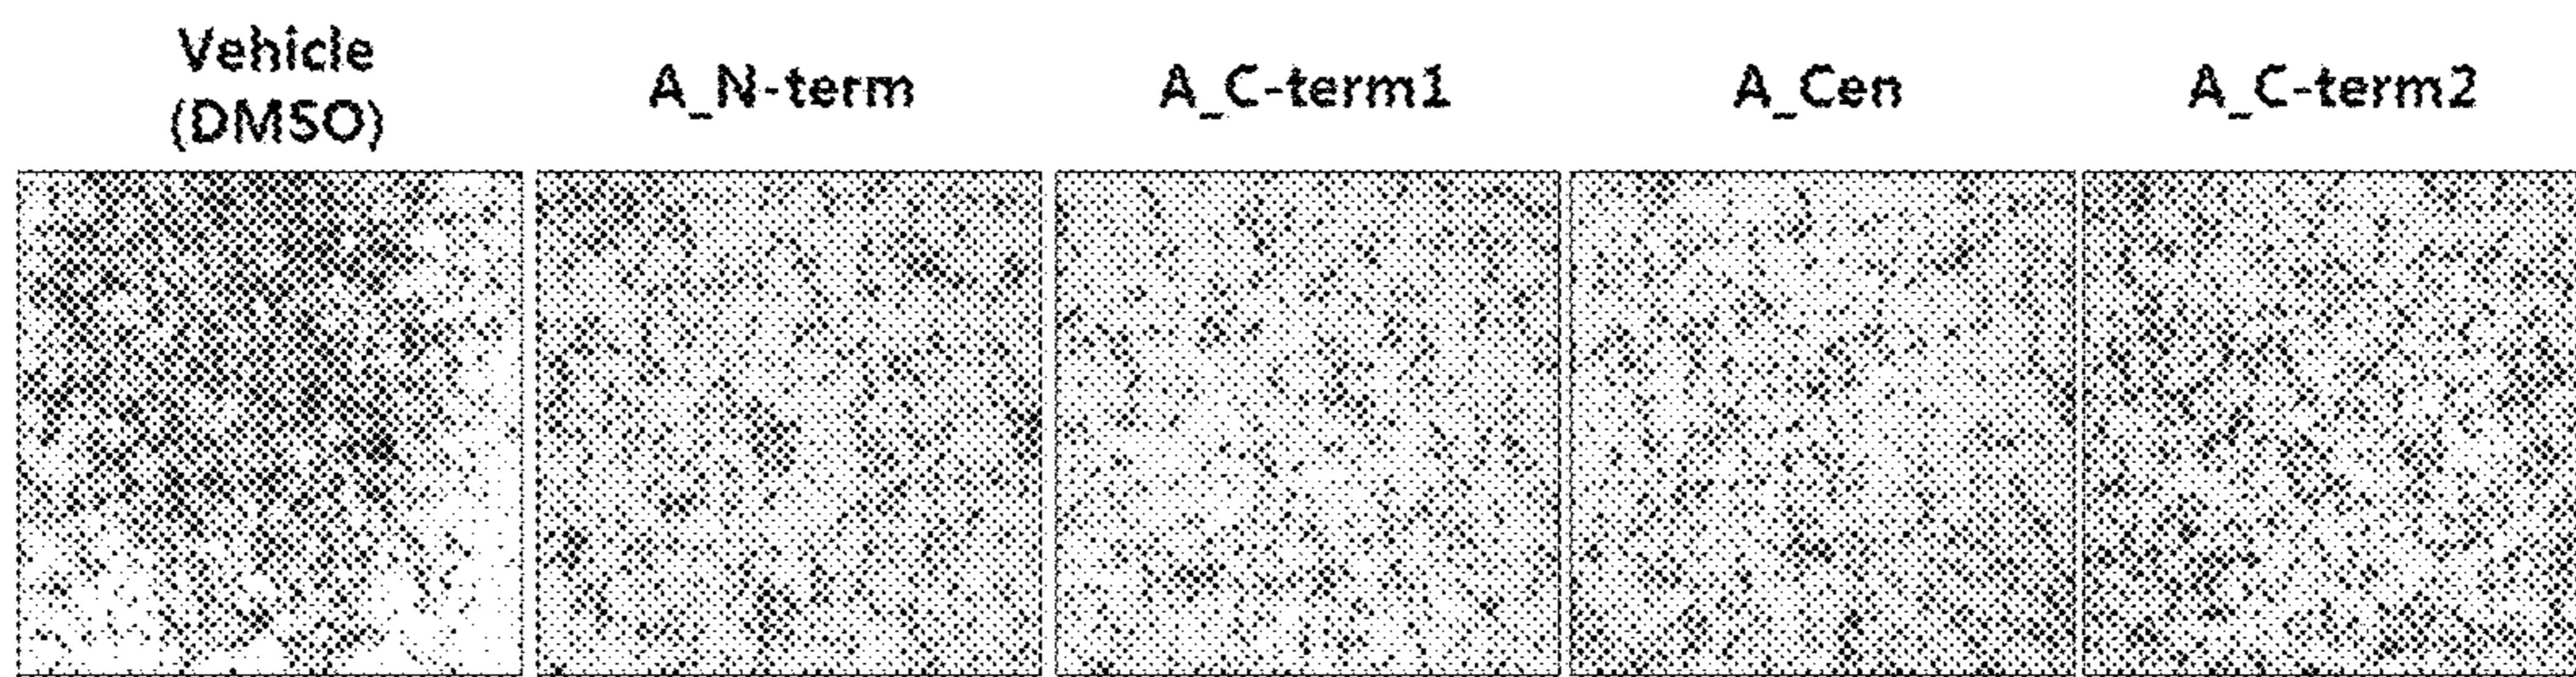 Vehicle
(DMSO)
A_N-term
A_C-term1
A_Cen
A_C-term2